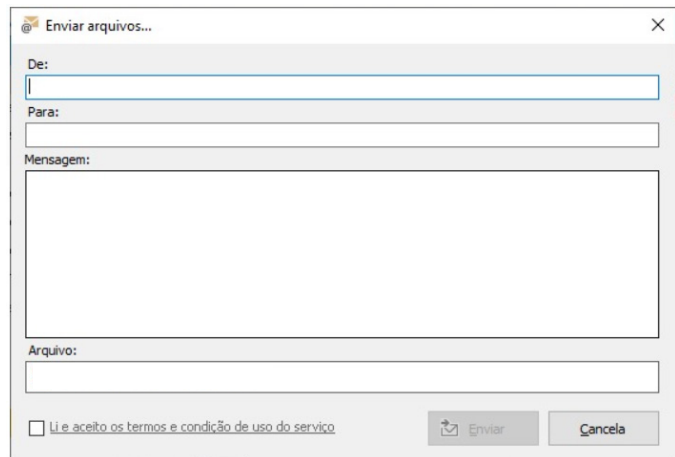 Enviar arquivos...
De:
Para:
Mensagem:
Arquivo:
Li e aceito os termos e condição de uso do serviço
Enviar
Cancela